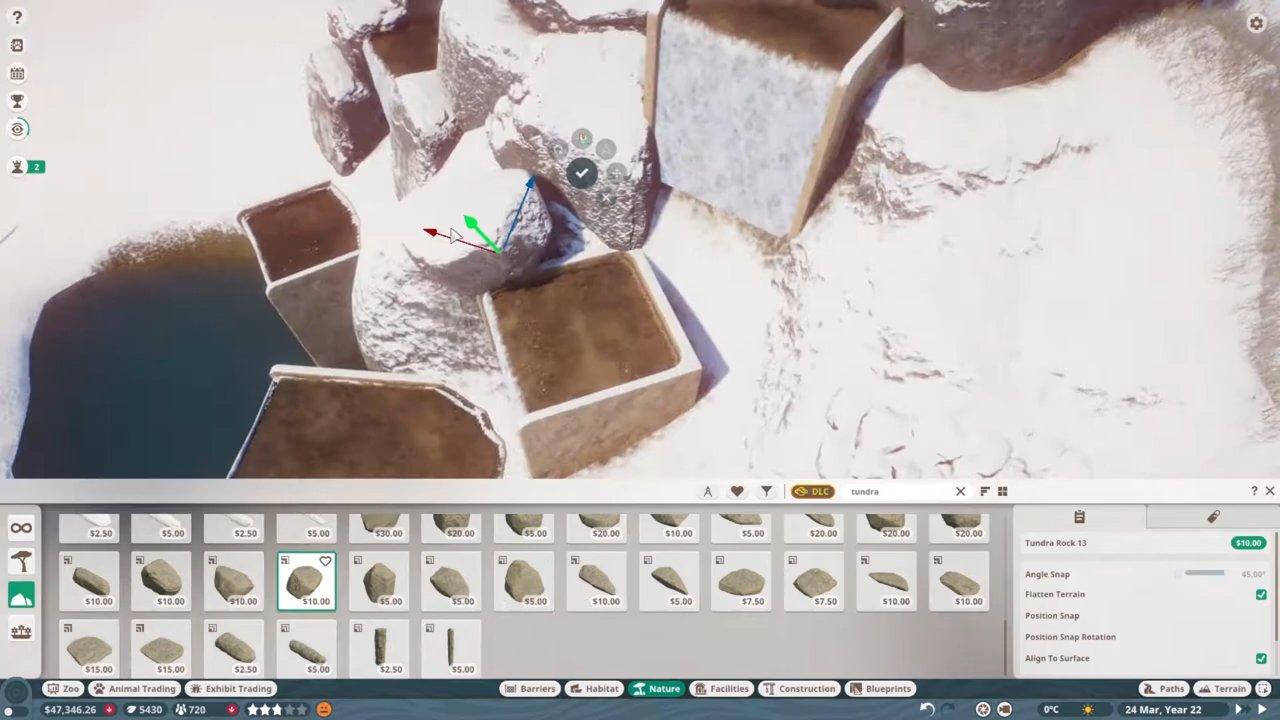 ?
2
DLC
tundra
?
$2.50
$5.00
$2.50
$5.00
$30.00
$20.00
$5.00
$20.00
$10.00
$5.00
$20.00
$20.00
$20.00
$10.00
$10.00
$10.00
$10.00
$5.00
$5.00
$5.00
$10.00
$5.00
$7.50
$7.50
$10.00
$10.00
$15.00
$15.00
$2.50
$5.00
$2.50
$5.00
Tundra Rock 13
$10.00
Angle Snap
45.00°
Flatten Terrain
Position Snap
Position Snap Rotation
Align To Surface
Zoo
Animal Trading
Exhibit Trading
Barriers
Habitat
Nature
Facilities
Construction
Blueprints
Paths
Terrain
$47,346.26
5430
720
0°C
24 Mar, Year 22